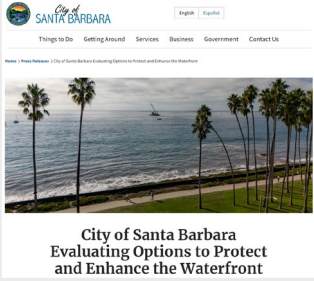 City of
SANTA BARBARA
English Español
Things to Do Getting Around Services Business Government Contact Us
Home > Press Releases > City of Santa Barbara Evaluating Options to Protect and Enhance the Waterfront
City of Santa Barbara
Evaluating Options to Protect
and Enhance the Waterfront